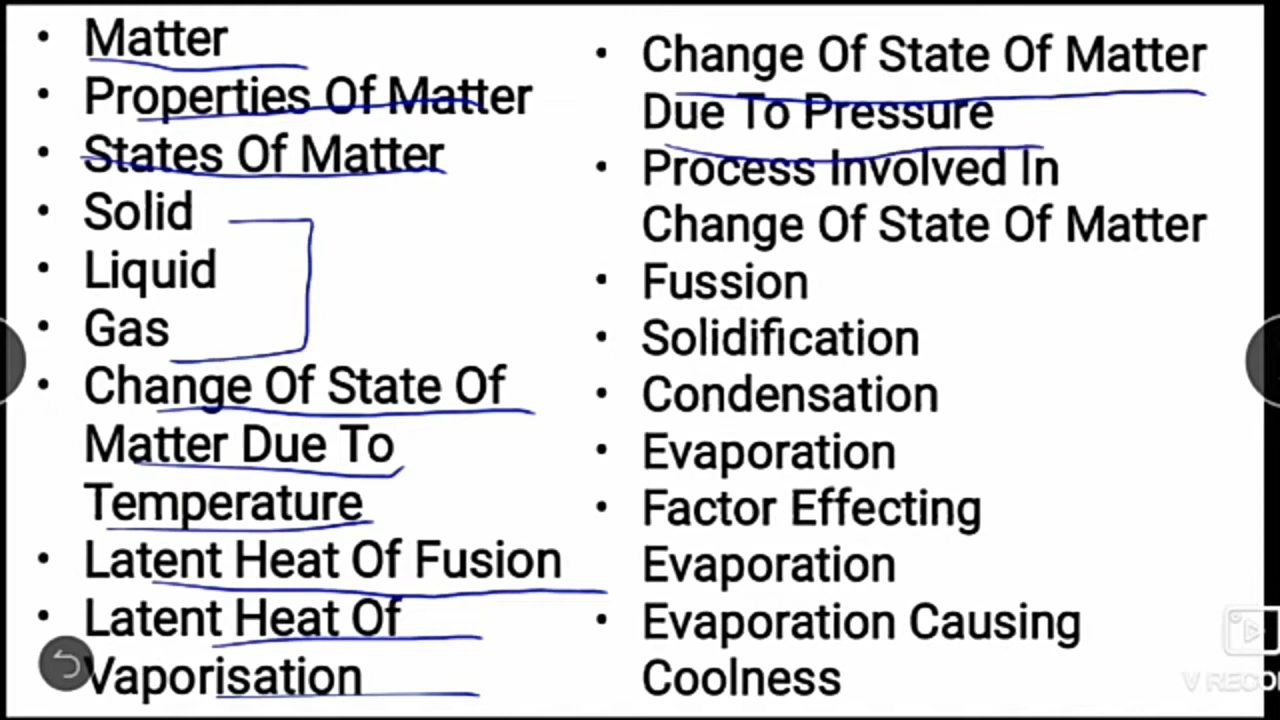 • Matter
• Properties Of Matter
• States Of Matter
• Solid
• Liquid
• Gas
• Change Of State Of
Matter Due To
Temperature
• Latent Heat Of Fusion
• Latent Heat Of
Vaporisation
• Change Of State Of Matter
Due To Pressure
• Process Involved In
Change Of State Of Matter
• Fussion
• Solidification
• Condensation
• Evaporation
• Factor Effecting
Evaporation
• Evaporation Causing
Coolness